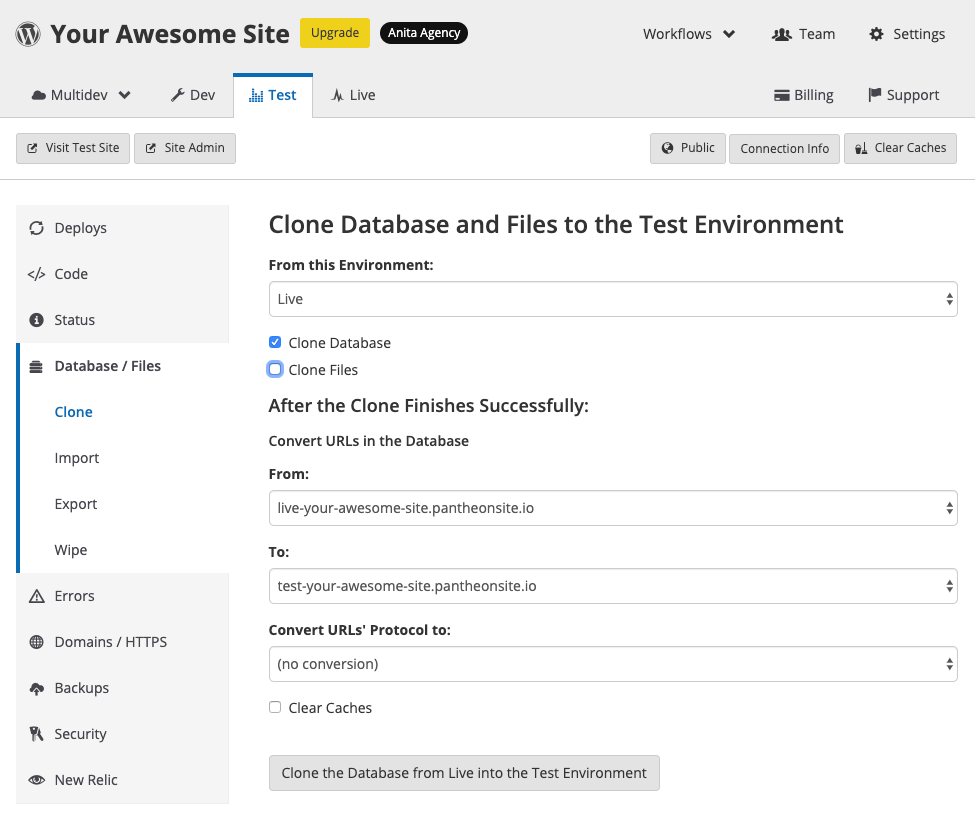 Your Awesome Site Upgrade Anita Agency Workflows Team Settings
Multidev Dev Test Live Billing Support
Visit Test Site Site Admin Public Connection Info Clear Caches
Deploys
Code
Status
Database / Files
Clone
Import
Export
Wipe
Errors
Domains / HTTPS
Backups
Security
New Relic
Clone Database and Files to the Test Environment
From this Environment:
Live
Clone Database
Clone Files
After the Clone Finishes Successfully:
Convert URLs in the Database
From:
live-your-awesome-site.pantheonsite.io
To:
test-your-awesome-site.pantheonsite.io
Convert URLs' Protocol to:
(no conversion)
Clear Caches
Clone the Database from Live into the Test Environment